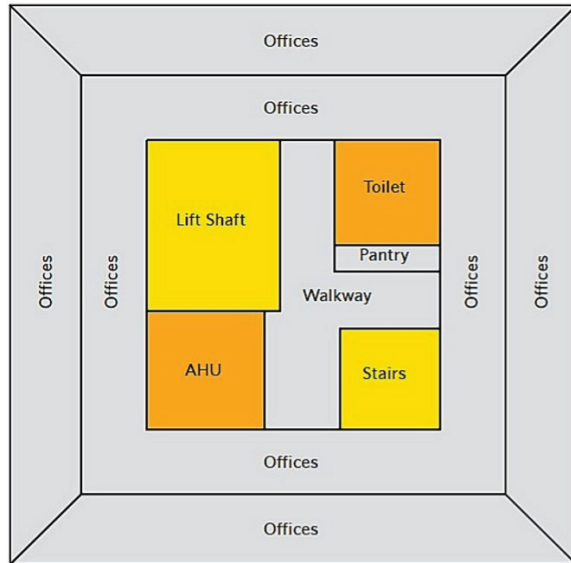 Offices
Offices
Lift Shaft
Toilet
Pantry
Offices
Offices
Walkway
Offices
Offices
AHU
Stairs
Offices
Offices